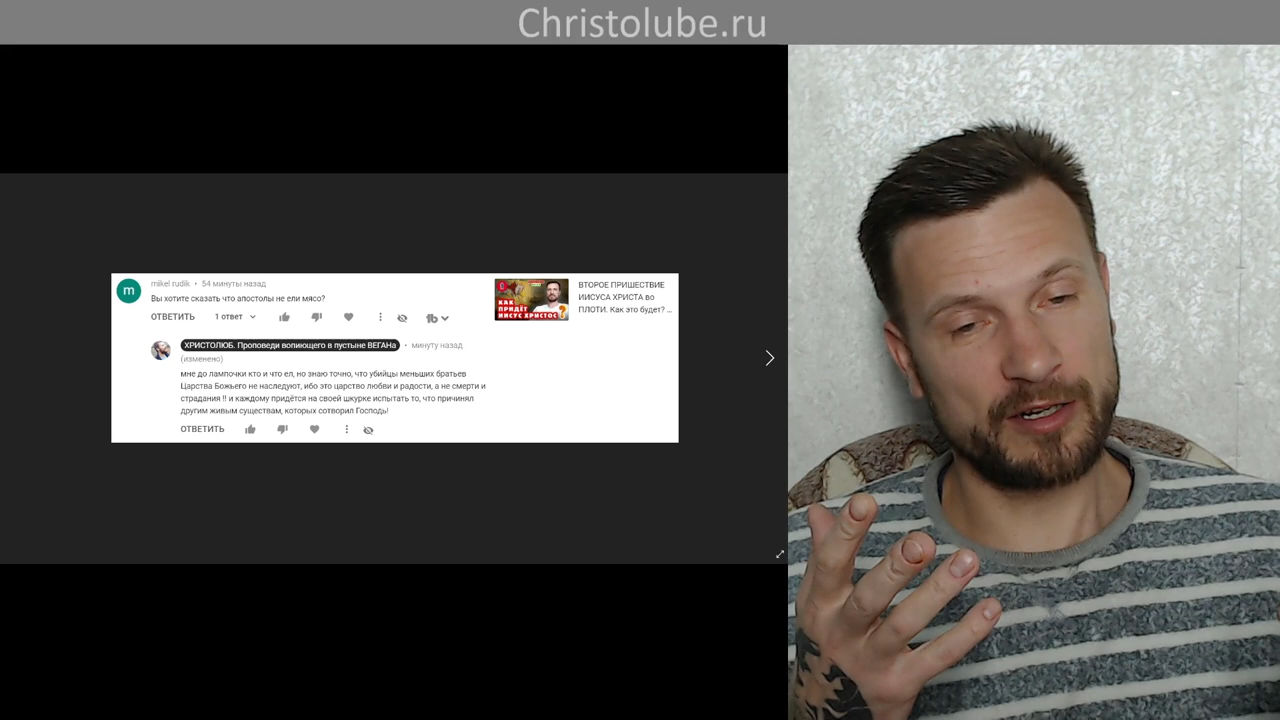 Christolube.ru
m
mikel rudik • 54 минуты назад
Вы хотите сказать что апостолы не ели мясо?
ОТВЕТИТЬ 1 ответ
ХРИСТОЛЮБ. Проповеди вопиющего в пустыне ВЕГАНа • минуту назад
(изменено)
мне до лампочки кто и что ел, но знаю точно, что убийцы меньших братьев
Царства Божьего не наследуют, ибо это царство любви и радости, а не смерти и
страдания !! и каждому придётся на своей шкурке испытать то, что причинял
другим живым существам, которых сотворил Господь!
ОТВЕТИТЬ
КАК
ПРИДЁТ
ИИСУС ХРИСТОС
ВТОРОЕ ПРИШЕСТВИЕ
ИИСУСА ХРИСТА во
ПЛОТИ. Как это будет? ...